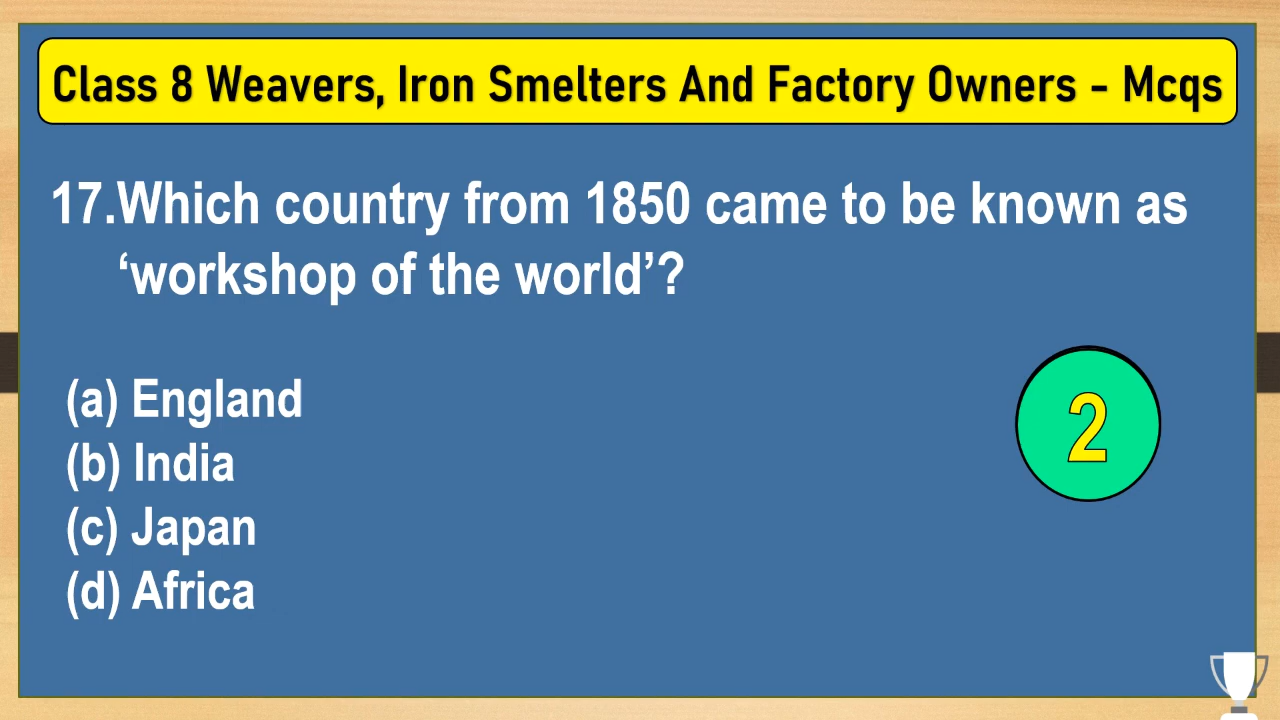 Class 8 Weavers, Iron Smelters And Factory Owners - Mcqs
17.Which country from 1850 came to be known as
‘workshop of the world’?
(a) England
(b) India
(c) Japan
(d) Africa
2